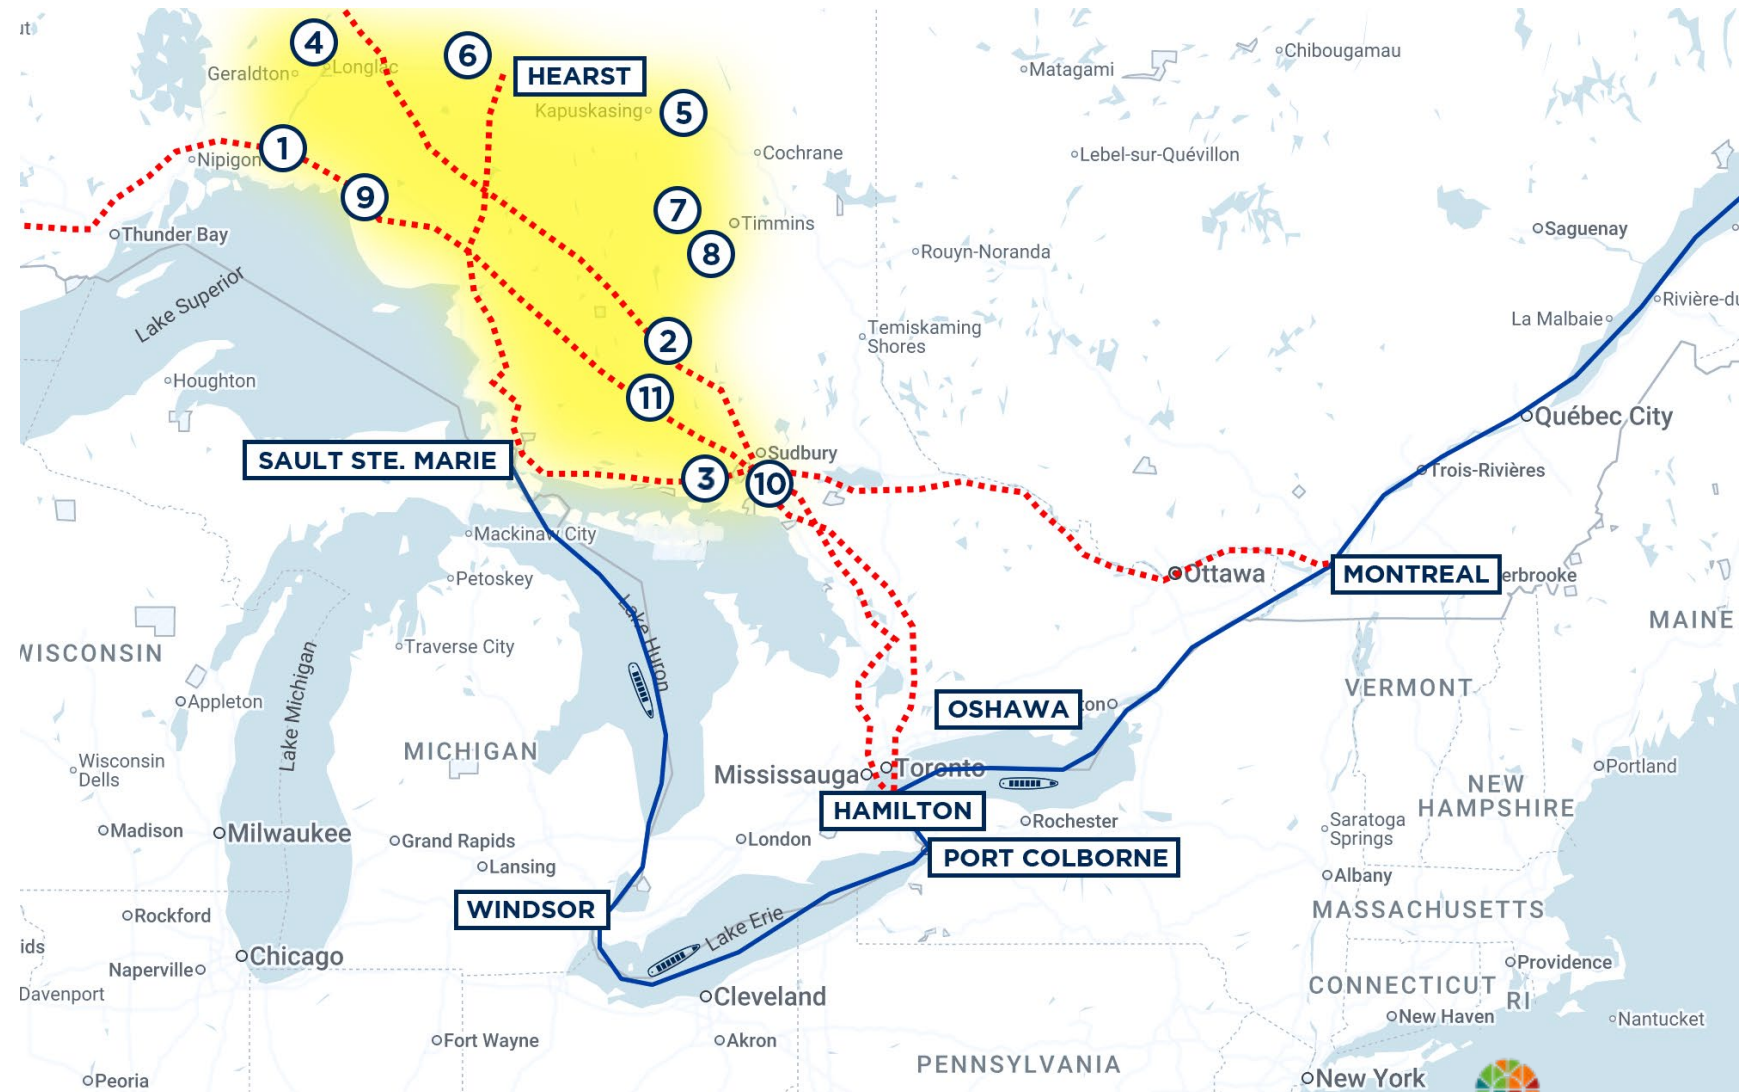 4
6
HEARST
Geraldton
Longlac
Chibougamau
Matagami
Kapuskasing
5
1
Nipigon
Cochrane
Lebel-sur-Quévillon
9
7
Timmins
Thunder Bay
8
Rouyn-Noranda
Saguenay
Lake Superior
Rivière-du
La Malbaie
Temiskaming
Shores
2
Houghton
11
Québec City
SAULT STE. MARIE
Sudbury
3
10
Trois-Rivières
Mackinaw City
Petoskey
Ottawa
MONTREAL
erbrooke
Lake Huron
MAINE
WISCONSIN
Traverse City
Lake Michigan
VERMONT
Appleton
OSHAWA
ton
MICHIGAN
Wisconsin
Dells
Mississauga
Toronto
Portland
NEW
HAMPSHIRE
HAMILTON
Rochester
Saratoga
Springs
Madison
Milwaukee
Grand Rapids
London
Lansing
PORT COLBORNE
Albany
WINDSOR
Lake Erie
MASSACHUSETTS
Rockford
ids
Chicago
Naperville
Providence
CONNECTICUT
RI
Davenport
Cleveland
New Haven
Nantucket
Fort Wayne
Akron
PENNSYLVANIA
Peoria
New York